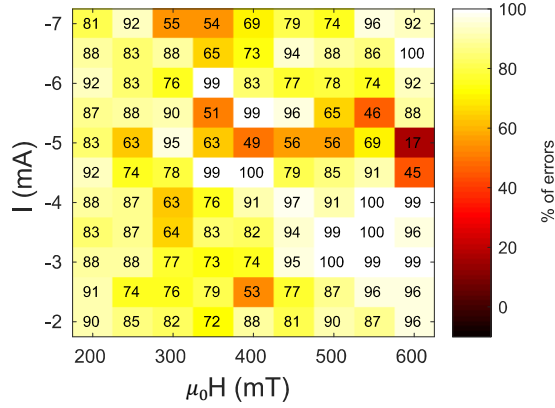 -7 81 92 55 54 69 79 74 96 92 100
88 83 88 65 73 94 88 86 100
-6 92 83 76 99 83 77 78 74 92 80
87 88 90 51 99 96 65 46 88
-5 83 63 95 63 49 56 56 69 17 60
92 74 78 99 100 79 85 91 45
-4 88 87 63 76 91 97 91 100 99 40
83 87 64 83 82 94 99 100 96
-3 88 88 77 73 74 95 100 99 99 20
91 74 76 79 53 77 87 96 96 0
-2 90 85 82 72 88 81 90 87 96
200 300 400 500 600
μ0H (mT)
I (mA)
% of errors